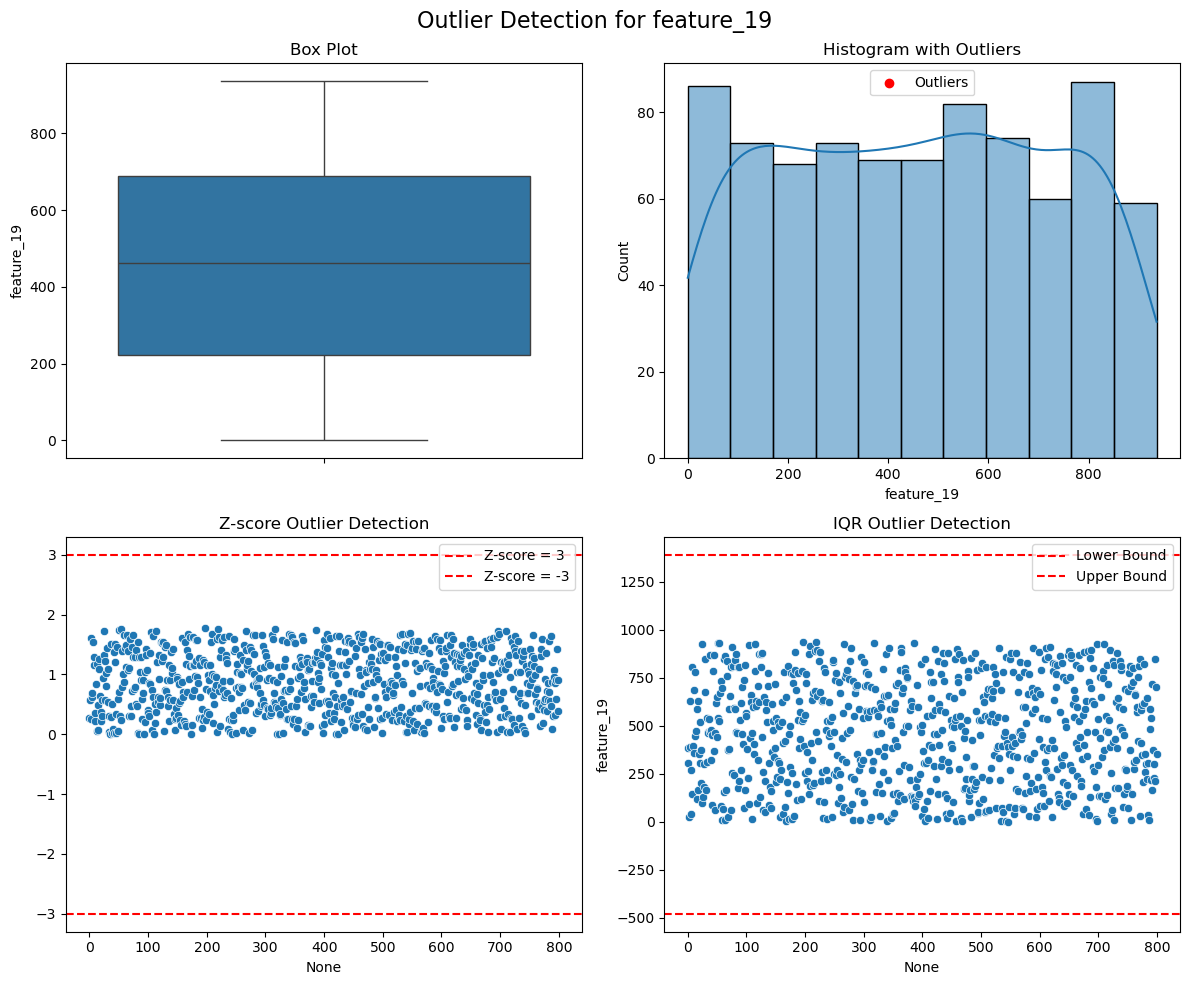 Outlier Detection for feature_19
Box Plot
feature_19
800
600
400
200
0
Histogram with Outliers
Outliers
Count
80
60
40
20
0
0 200 400 600 800
feature_19
Z-score Outlier Detection
Z-score = 3
Z-score = -3
3
2
1
0
−1
−2
−3
0 100 200 300 400 500 600 700 800
None
IQR Outlier Detection
Lower Bound
Upper Bound
feature_19
1250
1000
750
500
250
0
−250
−500
0 100 200 300 400 500 600 700 800
None